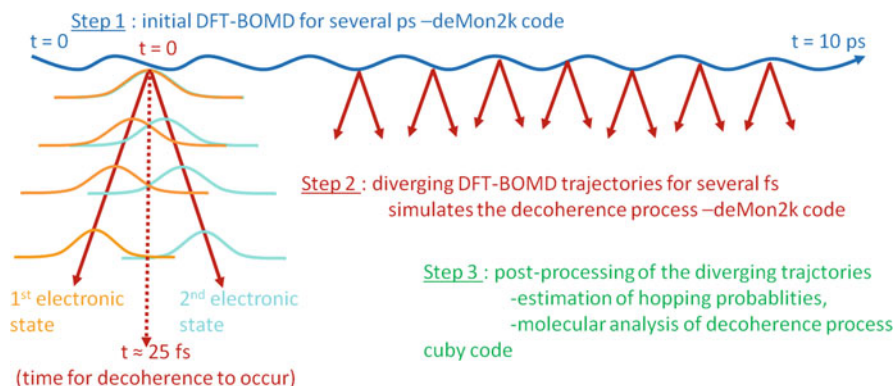 Step 1 : initial DFT-BOMD for several ps –deMon2k code
t = 0
t = 0
t = 10 ps
Step 2 : diverging DFT-BOMD trajectories for several fs
simulates the decoherence process –deMon2k code
Step 3 : post-processing of the diverging trajctories
-estimation of hopping probablities,
-molecular analysis of decoherence process
cuby code
1st electronic
state
2nd electronic
state
t ≈ 25 fs
(time for decoherence to occur)